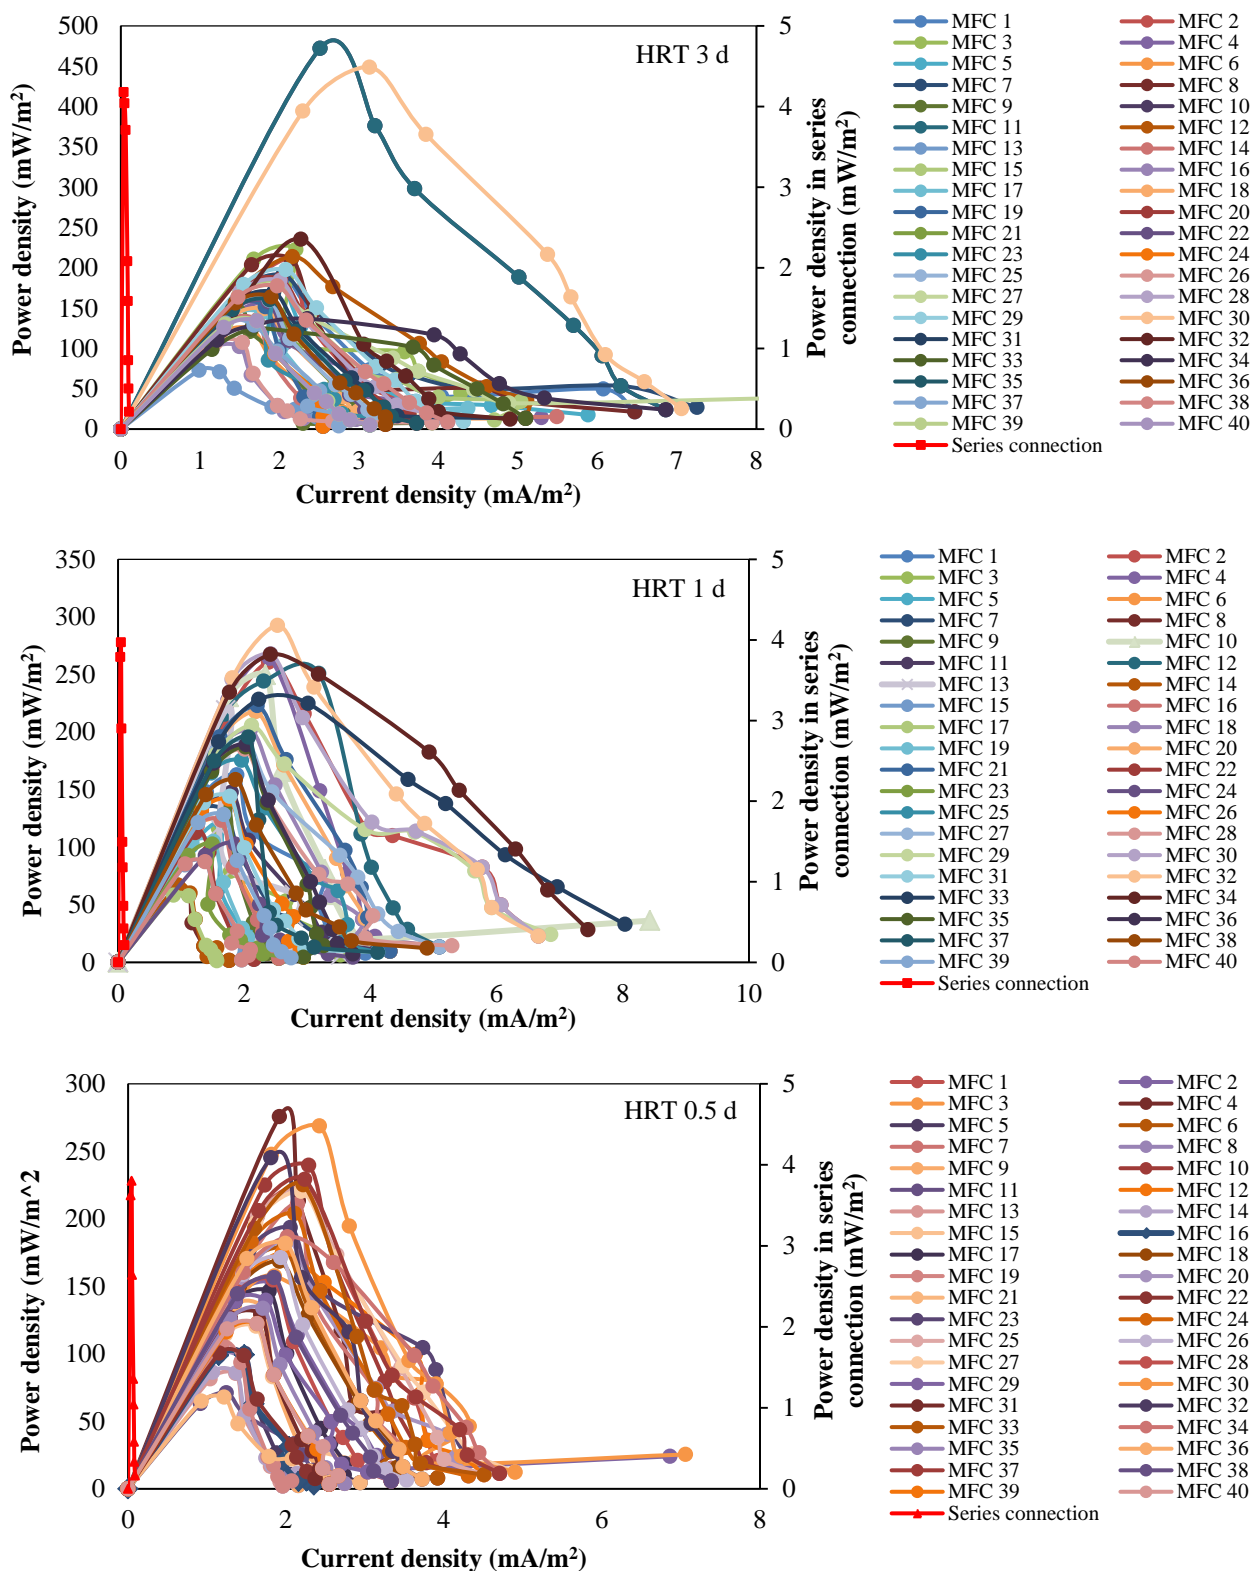 HRT 3 d
Power density (mW/m²)
500
450
400
350
300
250
200
150
100
50
0
0 1 2 3 4 5 6 7 8
Current density (mA/m²)
5
4
3
2
1
0
Power density in series
connection (mW/m²)
MFC 1 MFC 2
MFC 3 MFC 4
MFC 5 MFC 6
MFC 7 MFC 8
MFC 9 MFC 10
MFC 11 MFC 12
MFC 13 MFC 14
MFC 15 MFC 16
MFC 17 MFC 18
MFC 19 MFC 20
MFC 21 MFC 22
MFC 23 MFC 24
MFC 25 MFC 26
MFC 27 MFC 28
MFC 29 MFC 30
MFC 31 MFC 32
MFC 33 MFC 34
MFC 35 MFC 36
MFC 37 MFC 38
MFC 39 MFC 40
Series connection
HRT 1 d
Power density (mW/m²)
350
300
250
200
150
100
50
0
0 2 4 6 8 10
Current density (mA/m²)
5
4
3
2
1
0
Power density in series
connection (mW/m²)
MFC 1 MFC 2
MFC 3 MFC 4
MFC 5 MFC 6
MFC 7 MFC 8
MFC 9 MFC 10
MFC 11 MFC 12
MFC 13 MFC 14
MFC 15 MFC 16
MFC 17 MFC 18
MFC 19 MFC 20
MFC 21 MFC 22
MFC 23 MFC 24
MFC 25 MFC 26
MFC 27 MFC 28
MFC 29 MFC 30
MFC 31 MFC 32
MFC 33 MFC 34
MFC 35 MFC 36
MFC 37 MFC 38
MFC 39 MFC 40
Series connection
HRT 0.5 d
Power density (mW/m^2
300
250
200
150
100
50
0
0 2 4 6 8
Current density (mA/m²)
5
4
3
2
1
0
Power density in series
connection (mW/m²)
MFC 1 MFC 2
MFC 3 MFC 4
MFC 5 MFC 6
MFC 7 MFC 8
MFC 9 MFC 10
MFC 11 MFC 12
MFC 13 MFC 14
MFC 15 MFC 16
MFC 17 MFC 18
MFC 19 MFC 20
MFC 21 MFC 22
MFC 23 MFC 24
MFC 25 MFC 26
MFC 27 MFC 28
MFC 29 MFC 30
MFC 31 MFC 32
MFC 33 MFC 34
MFC 35 MFC 36
MFC 37 MFC 38
MFC 39 MFC 40
Series connection